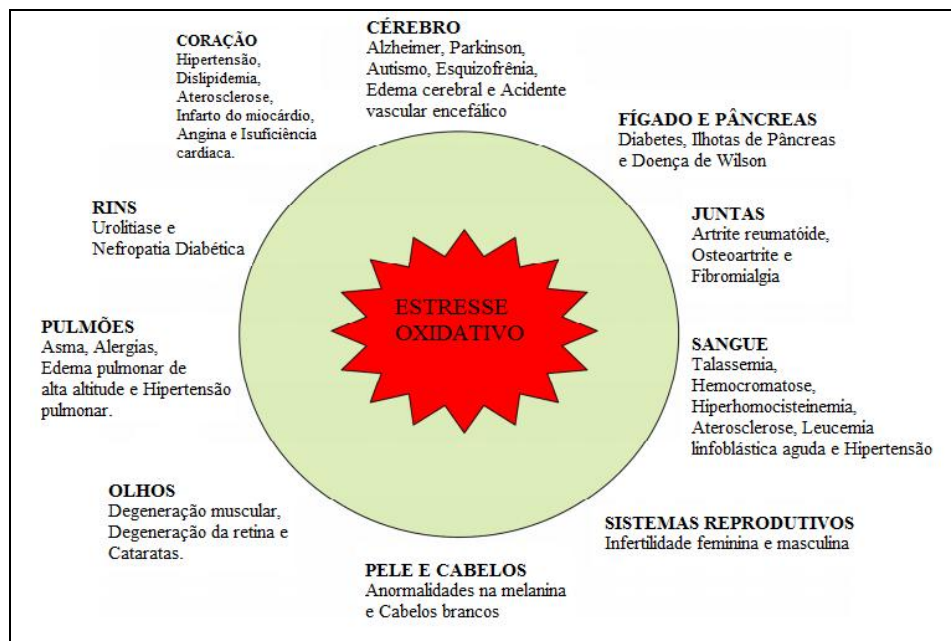 CORAÇÃO
Hipertensão,
Dislipidemia,
Aterosclerose,
Infarto do miocárdio,
Angina e Isuficiência
cardiaca.
CÉREBRO
Alzheimer, Parkinson,
Autismo, Esquizofrênia,
Edema cerebral e Acidente
vascular encefálico
FÍGADO E PÂNCREAS
Diabetes, Ilhotas de Pâncreas
e Doença de Wilson
RINS
Urolitiase e
Nefropatia Diabética
JUNTAS
Artrite reumatóide,
Osteoartrite e
Fibromialgia
ESTRESSE
OXIDATIVO
PULMÕES
Asma, Alergias,
Edema pulmonar de
alta altitude e Hipertensão
pulmonar.
SANGUE
Talassemia,
Hemocromatose,
Hiperhomocisteinemia,
Aterosclerose, Leucemia
linfoblástica aguda e Hipertensão
OLHOS
Degeneração muscular,
Degeneração da retina e
Cataratas.
SISTEMAS REPRODUTIVOS
Infertilidade feminina e masculina
PELE E CABELOS
Anormalidades na melanina
e Cabelos brancos